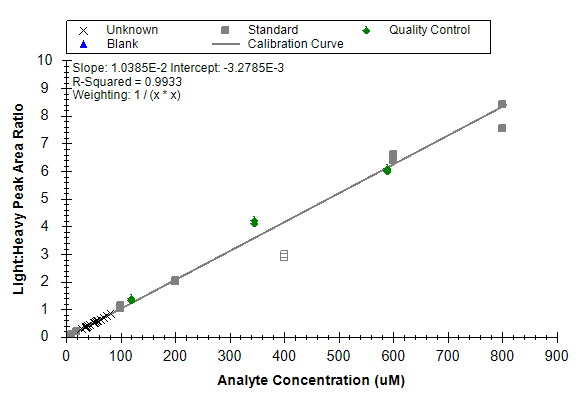 Unknown Standard Quality Control
Blank Calibration Curve
Slope: 1.0385E-2 Intercept: -3.2785E-3
R-Squared = 0.9933
Weighting: 1 / (x * x)
Light:Heavy Peak Area Ratio
10
9
8
7
6
5
4
3
2
1
0
0 100 200 300 400 500 600 700 800 900
Analyte Concentration (uM)